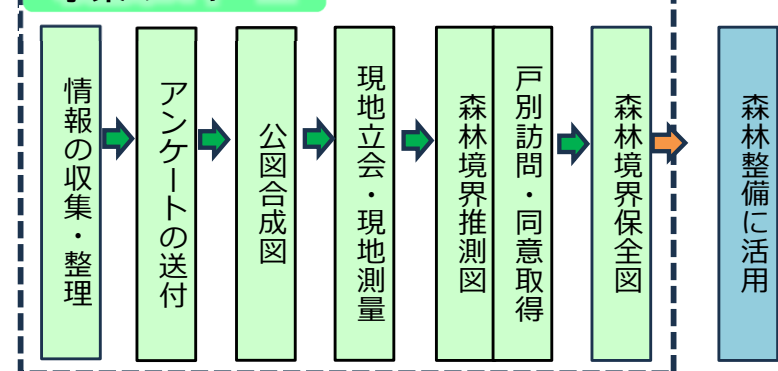 情報の収集・整理
アンケートの送付
公図合成図
現地立会・現地測量
森林境界推測図
戸別訪問・同意取得
森林境界保全図
森林整備に活用